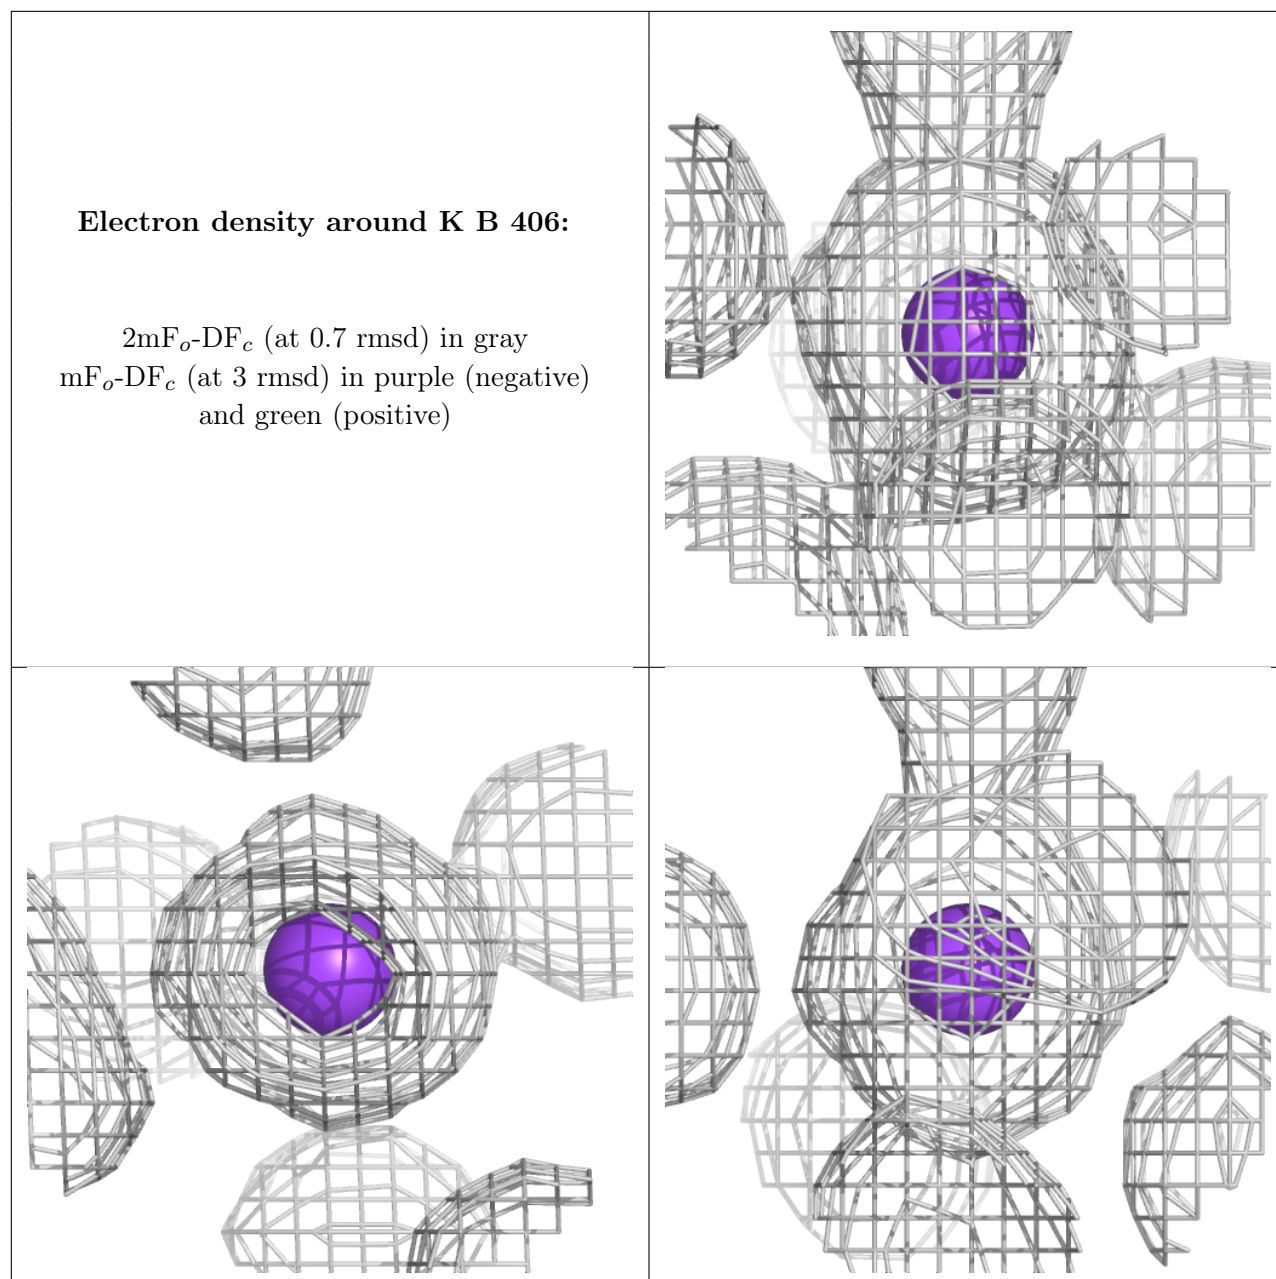 Electron density around K B 406:
2mFo-DFc (at 0.7 rmsd) in gray
mFo-DFc (at 3 rmsd) in purple (negative)
and green (positive)